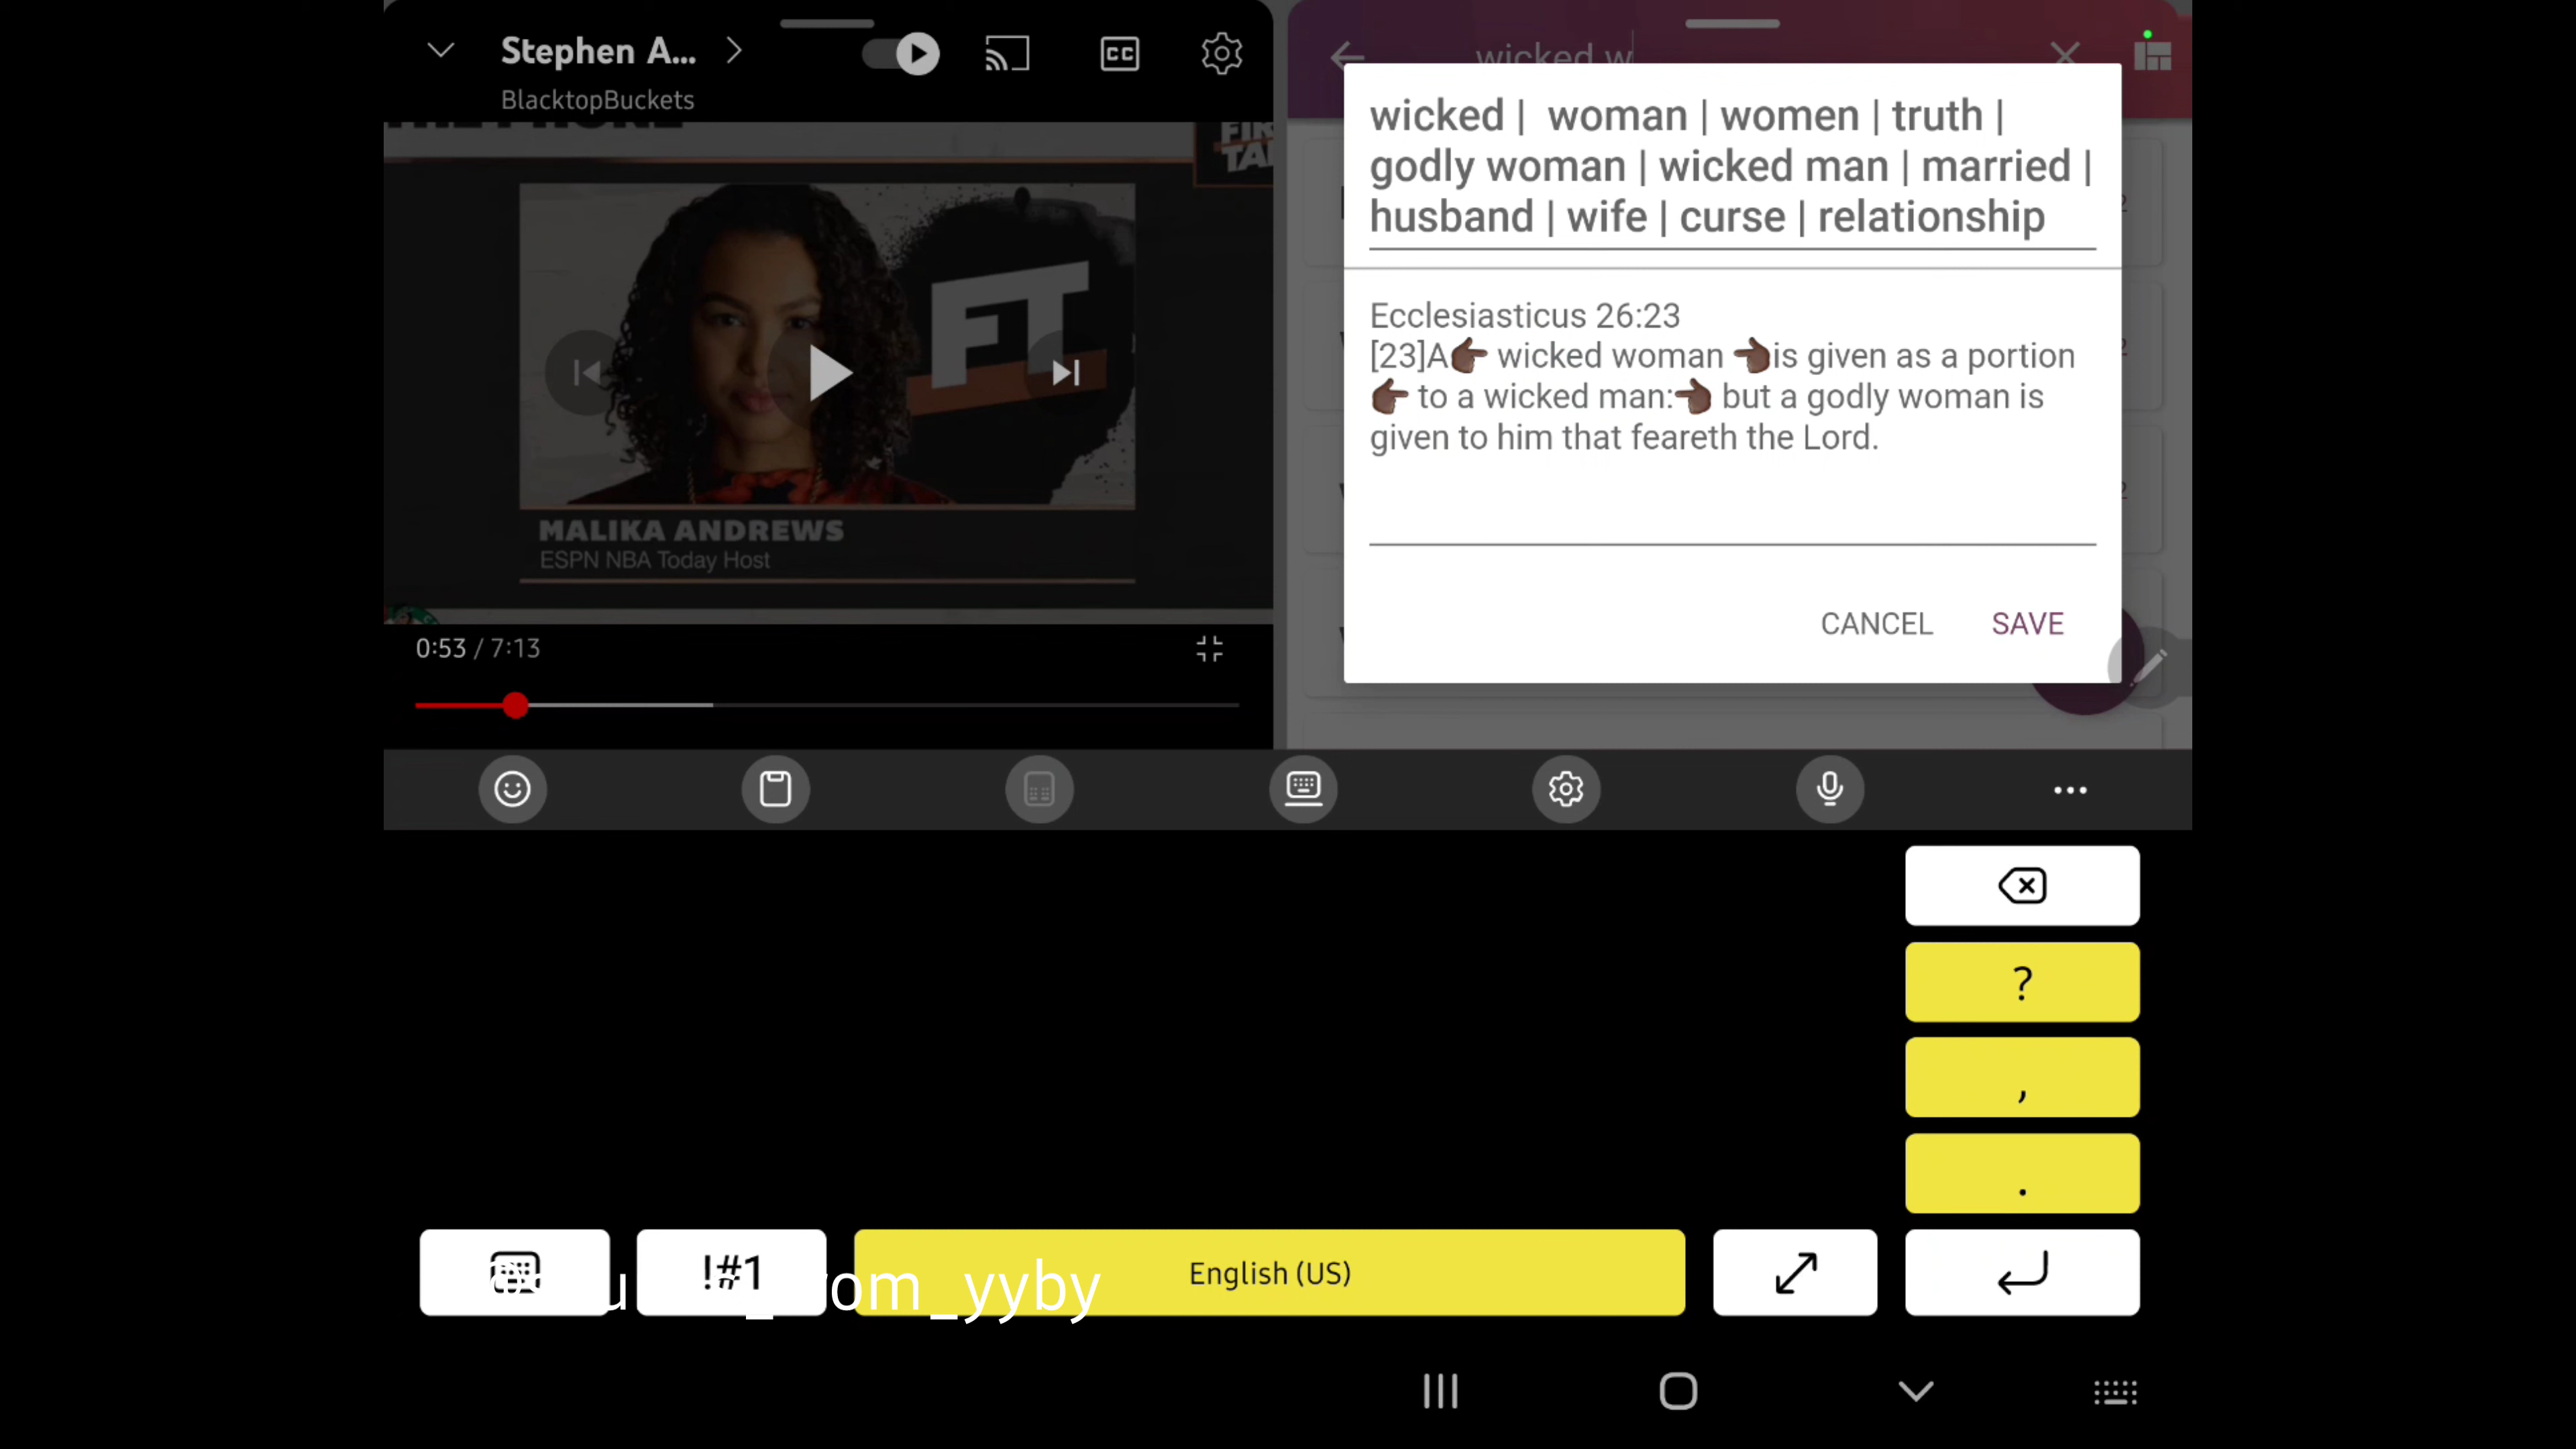 Stephen A...
BlacktopBuckets
MALIKA ANDREWS
ESPN NBA Today Host
FT
0:53 / 7:13
CC
wicked w
wicked | woman | women | truth |
godly woman | wicked man | married |
husband | wife | curse | relationship
Ecclesiasticus 26:23
[23]A👉🏿 wicked woman 👈🏿is given as a portion
👉🏿 to a wicked man:👈🏿 but a godly woman is
given to him that feareth the Lord.
CANCEL
SAVE
?
,
.
!#1
English (US)